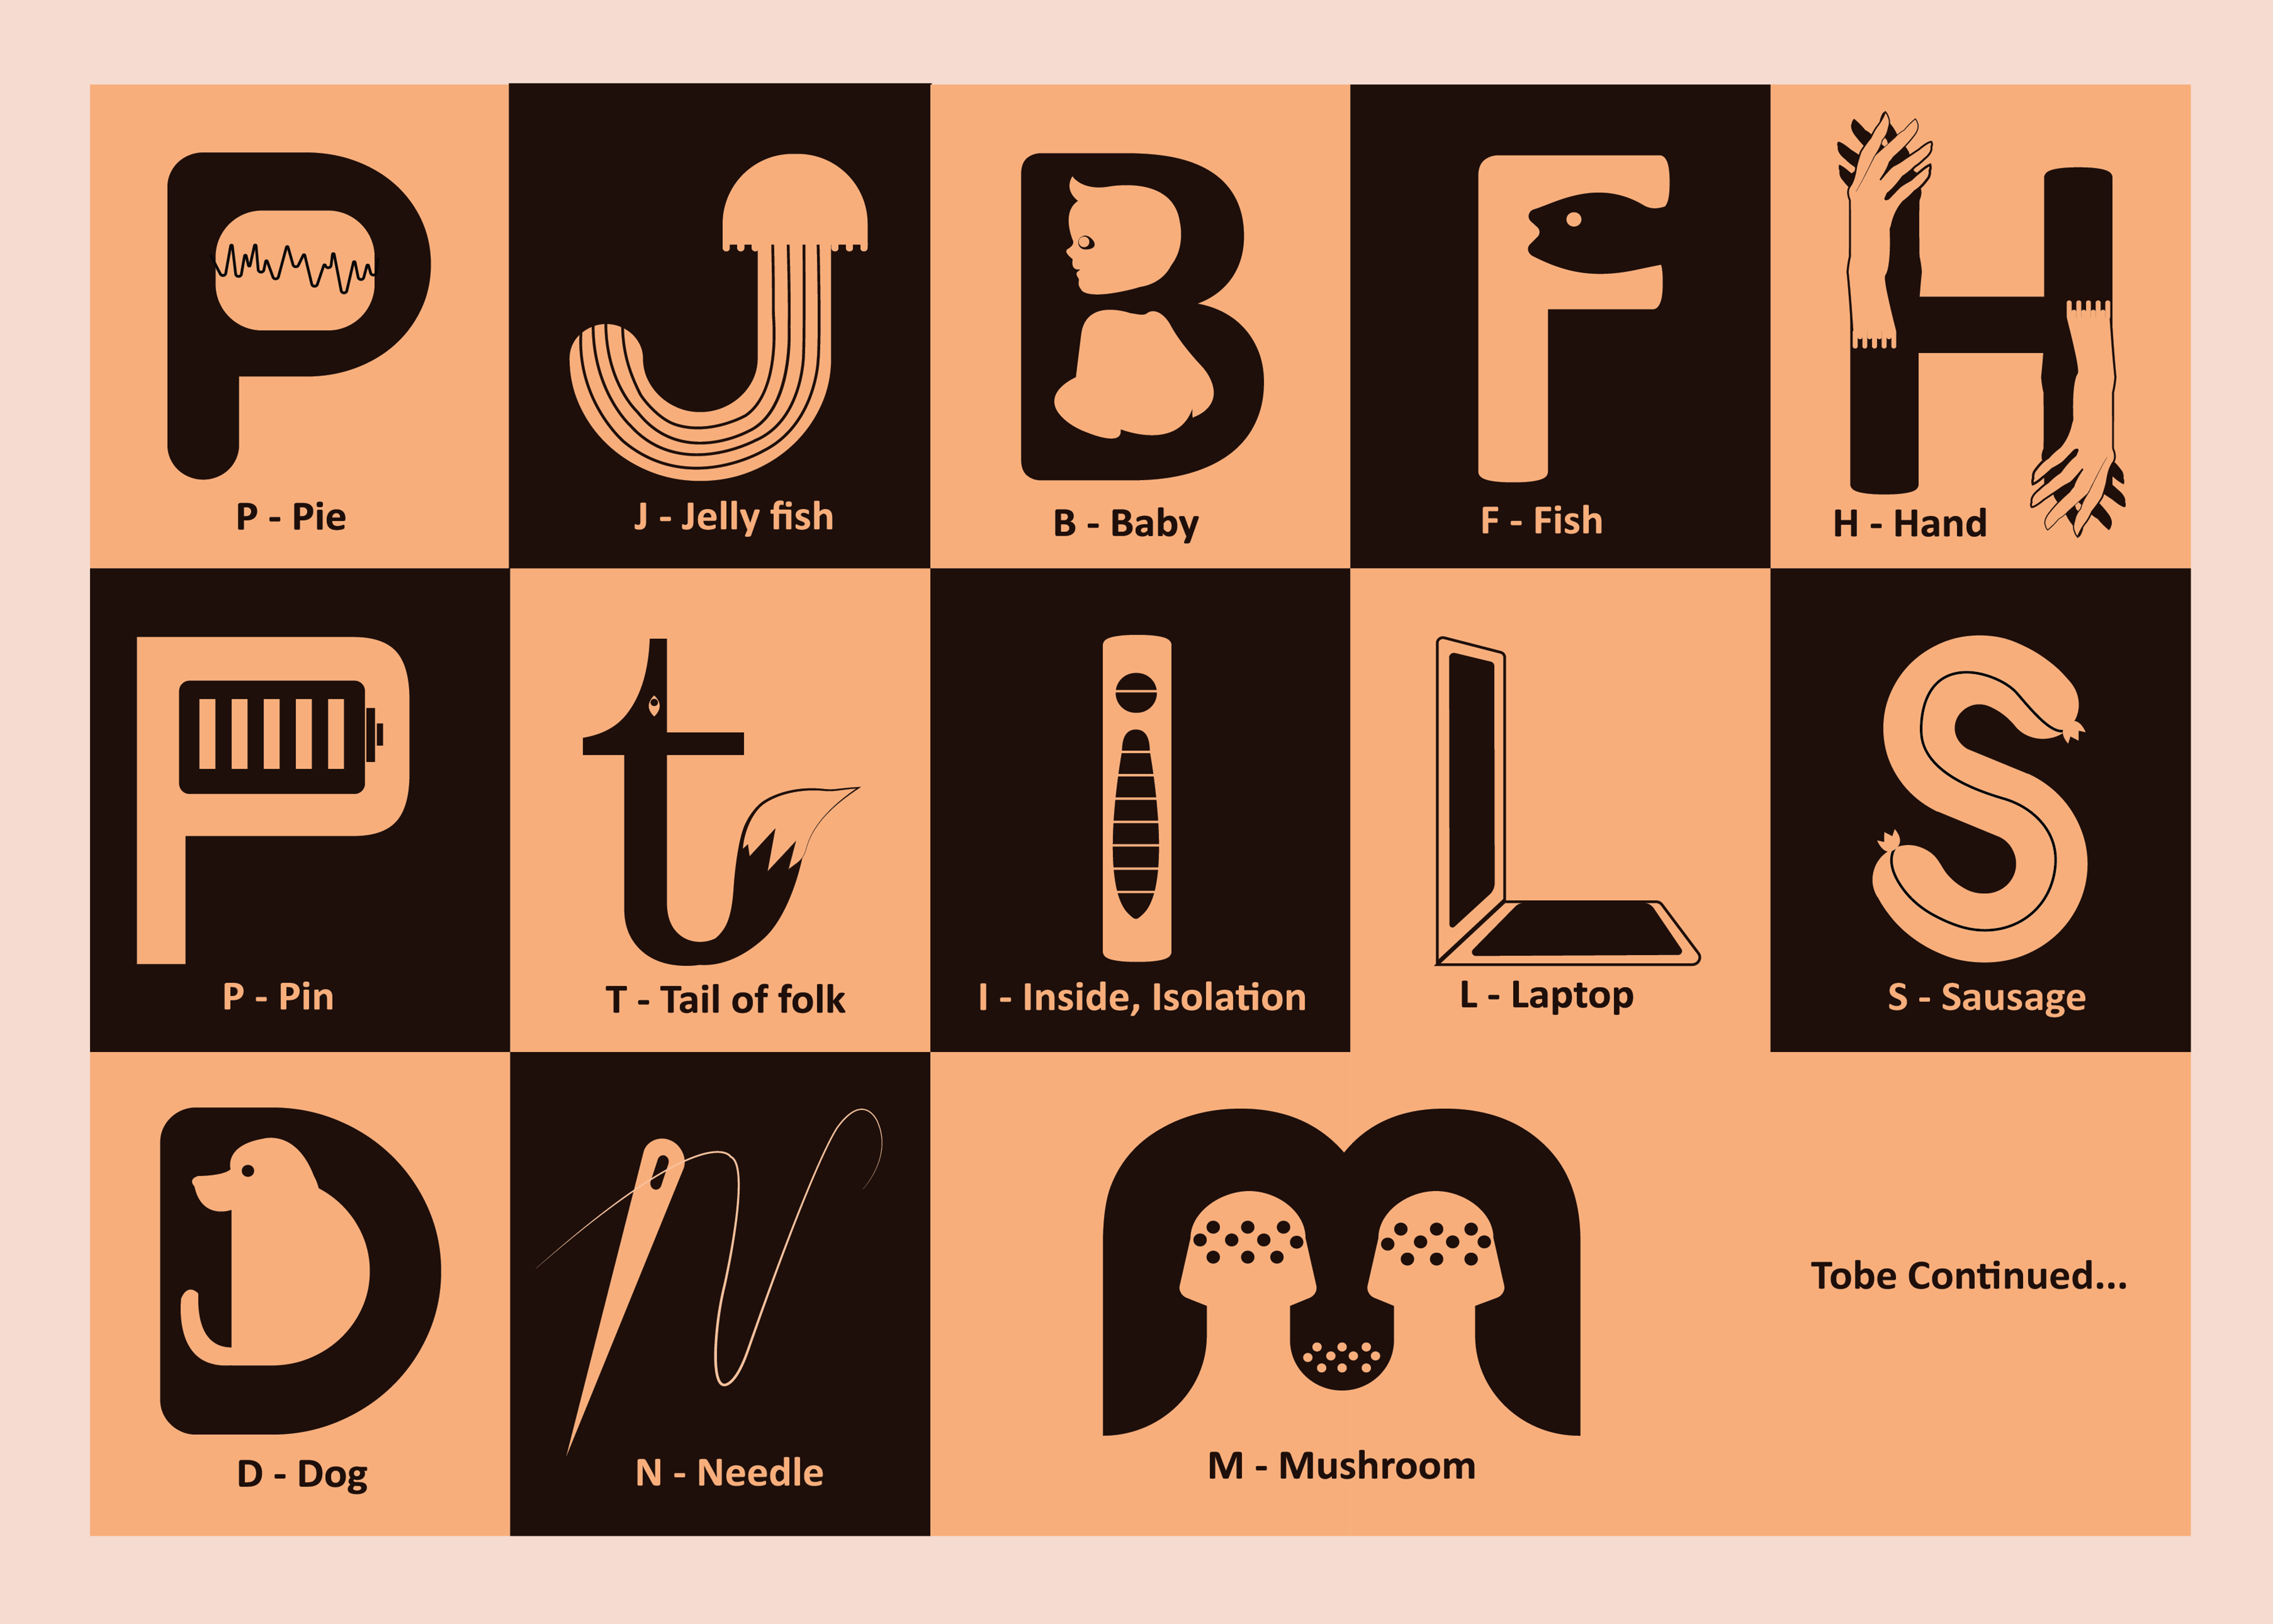 P - Pie
J - Jelly fish
B - Baby
F - Fish
H - Hand
P - Pin
T - Tail of folk
I - Inside, Isolation
L - Laptop
S - Sausage
D - Dog
N - Needle
M - Mushroom
Tobe Continued...